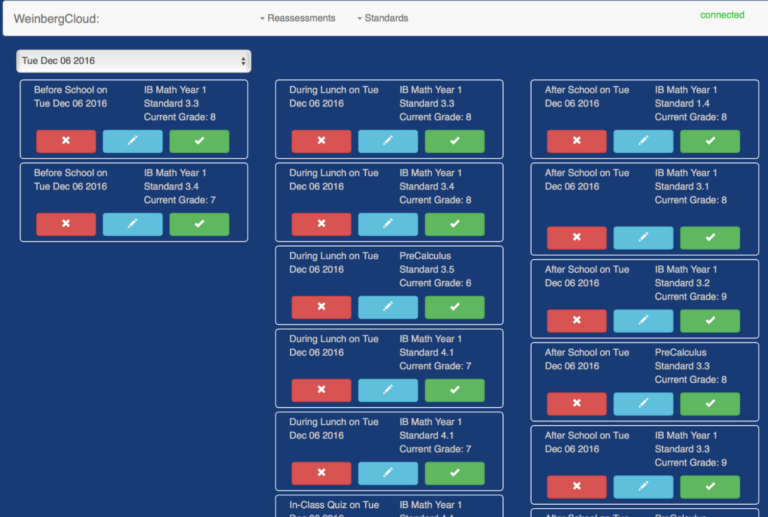 WeinbergCloud:
Reassessments
Standards
connected
Tue Dec 06 2016
Before School on
Tue Dec 06 2016
IB Math Year 1
Standard 3.3
Current Grade: 8
Before School on
Tue Dec 06 2016
IB Math Year 1
Standard 3.4
Current Grade: 7
During Lunch on Tue
Dec 06 2016
IB Math Year 1
Standard 3.3
Current Grade: 8
During Lunch on Tue
Dec 06 2016
IB Math Year 1
Standard 3.4
Current Grade: 8
During Lunch on Tue
Dec 06 2016
PreCalculus
Standard 3.5
Current Grade: 6
During Lunch on Tue
Dec 06 2016
IB Math Year 1
Standard 4.1
Current Grade: 7
During Lunch on Tue
Dec 06 2016
IB Math Year 1
Standard 4.1
Current Grade: 7
In-Class Quiz on Tue
IB Math Year 1
After School on Tue
Dec 06 2016
IB Math Year 1
Standard 1.4
Current Grade: 8
After School on Tue
Dec 06 2016
IB Math Year 1
Standard 3.1
Current Grade: 8
After School on Tue
Dec 06 2016
IB Math Year 1
Standard 3.2
Current Grade: 9
After School on Tue
Dec 06 2016
PreCalculus
Standard 3.3
Current Grade: 8
After School on Tue
Dec 06 2016
IB Math Year 1
Standard 3.3
Current Grade: 9
After School on Tue
PreCalculus